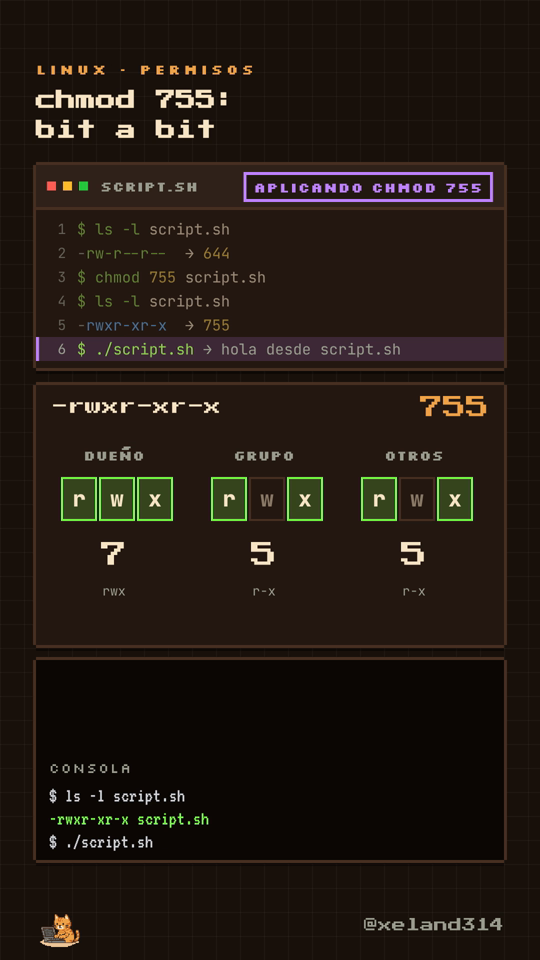 LINUX · PERMISOS
chmod 755:
bit a bit
SCRIPT.SH
APLICANDO CHMOD 755
1 $ ls -l script.sh
2 -rw-r--r-- → 644
3 $ chmod 755 script.sh
4 $ ls -l script.sh
5 -rwxr-xr-x → 755
6 $ ./script.sh → hola desde script.sh
-rwxr-xr-x 755
DUEÑO GRUPO OTROS
r w x r w x r w x
7 5 5
rwx r-x r-x
CONSOLA
$ ls -l script.sh
-rwxr-xr-x script.sh
$ ./script.sh
@xeland314